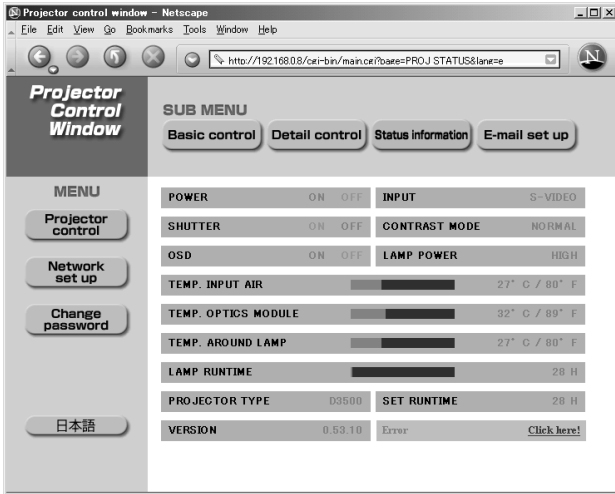 Projector control window - Netscape
File Edit View Go Bookmarks Tools Window Help
http://192.168.0.8/cgi-bin/main.cgi?page=PROJ STATUS&lang=e
N
Projector
Control
Window
SUB MENU
Basic control Detail control Status information E-mail set up
MENU
Projector
control
Network
set up
Change
password
日本語
POWER ON OFF INPUT S-VIDEO
SHUTTER ON OFF CONTRAST MODE NORMAL
OSD ON OFF LAMP POWER HIGH
TEMP. INPUT AIR 27° C / 80° F
TEMP. OPTICS MODULE 32° C / 89° F
TEMP. AROUND LAMP 27° C / 80° F
LAMP RUNTIME 28 H
PROJECTOR TYPE D3500 SET RUNTIME 28 H
VERSION 0.53.10 Error Click here!